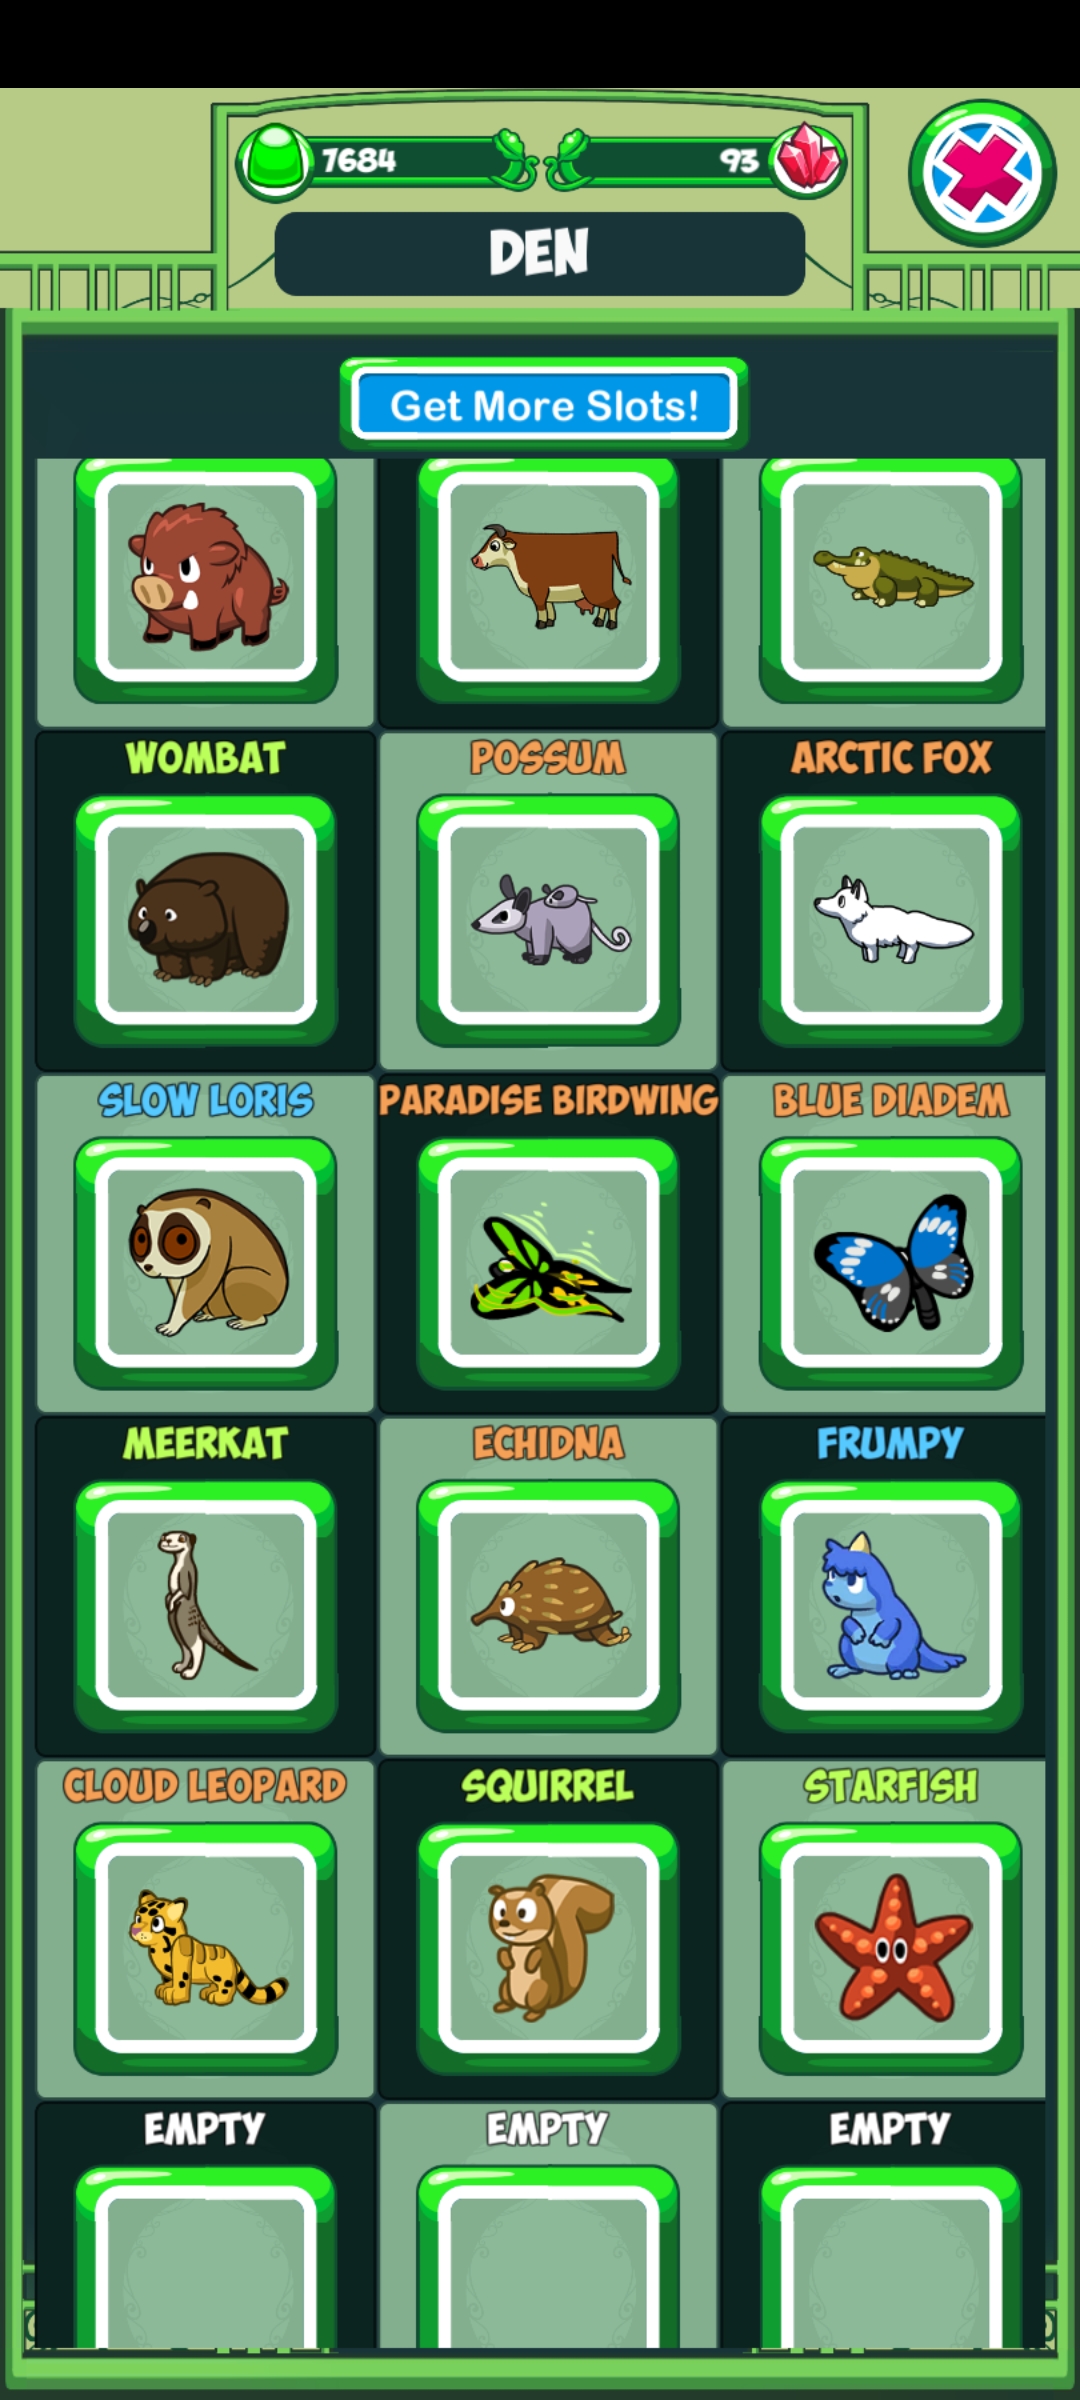 7684
93
DEN
Get More Slots!
WOMBAT
POSSUM
ARCTIC FOX
SLOW LORIS
PARADISE BIRDWING
BLUE DIADEM
MEERKAT
ECHIDNA
FRUMPY
CLOUD LEOPARD
SQUIRREL
STARFISH
EMPTY
EMPTY
EMPTY